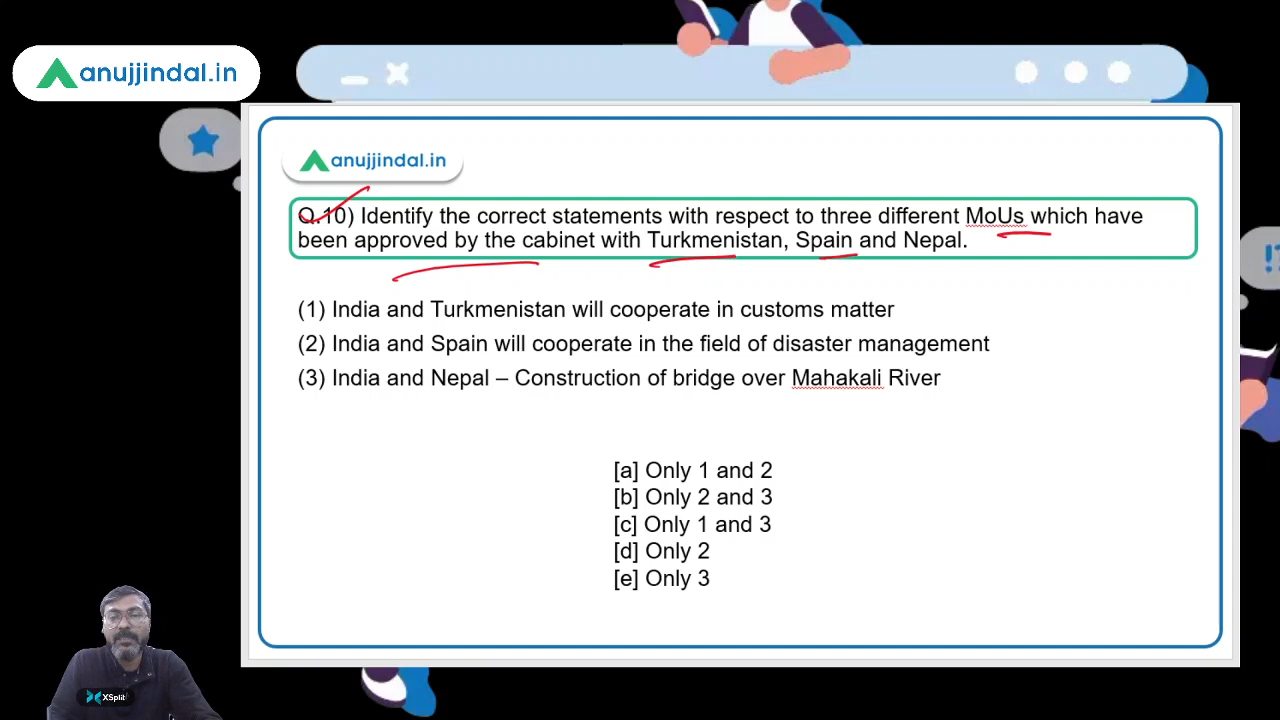 anujjindal.in
anujjindal.in
Q.10) Identify the correct statements with respect to three different MoUs which have
been approved by the cabinet with Turkmenistan, Spain and Nepal.
(1) India and Turkmenistan will cooperate in customs matter
(2) India and Spain will cooperate in the field of disaster management
(3) India and Nepal – Construction of bridge over Mahakali River
[a] Only 1 and 2
[b] Only 2 and 3
[c] Only 1 and 3
[d] Only 2
[e] Only 3
XSplit